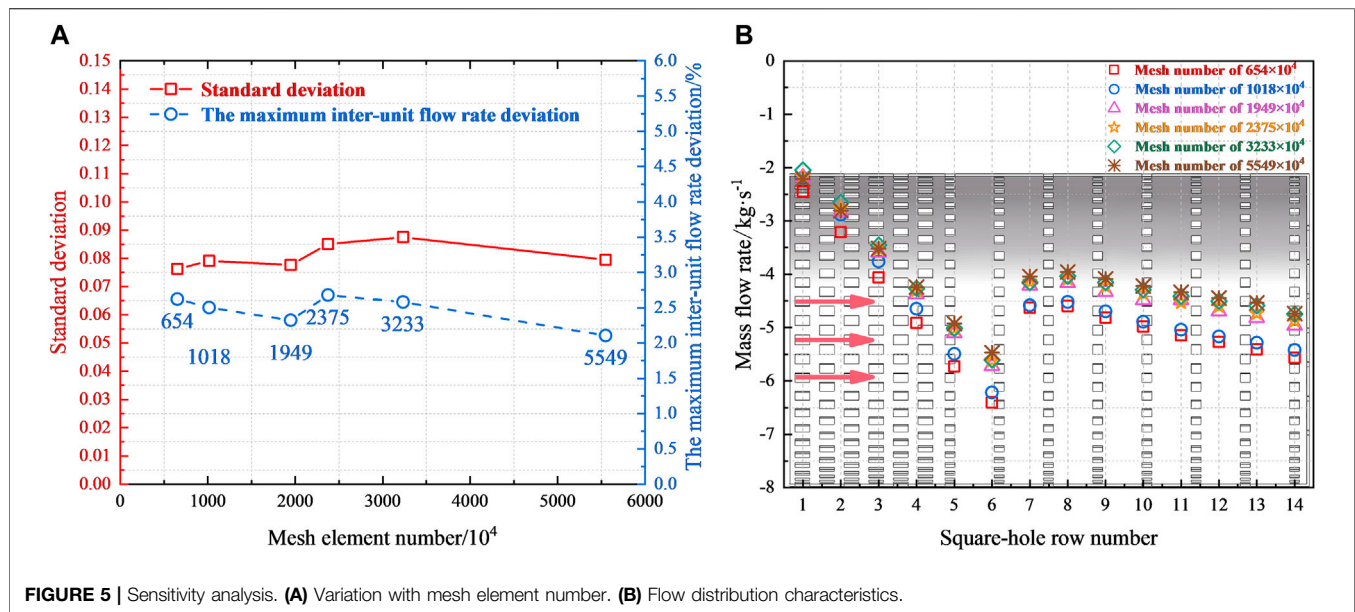 A
0.15
0.14
0.13
0.12
0.11
0.10
0.09
0.08
0.07
0.06
0.05
0.04
0.03
0.02
0.01
0.00
Standard deviation
Standard deviation
The maximum inter-unit flow rate deviation
654
1018
1949
2375
3233
5549
6.0
5.5
5.0
4.5
4.0
3.5
3.0
2.5
2.0
1.5
1.0
0.5
0.0
The maximum inter-unit flow rate deviation/%
0 1000 2000 3000 4000 5000 6000
Mesh element number/10⁴
B
0
-1
-2
-3
-4
-5
-6
-7
-8
Mass flow rate/kg·s⁻¹
Mesh number of 654×10⁴
Mesh number of 1018×10⁴
Mesh number of 1949×10⁴
Mesh number of 2375×10⁴
Mesh number of 3233×10⁴
Mesh number of 5549×10⁴
1 2 3 4 5 6 7 8 9 10 11 12 13 14
Square-hole row number
FIGURE 5 | Sensitivity analysis. (A) Variation with mesh element number. (B) Flow distribution characteristics.